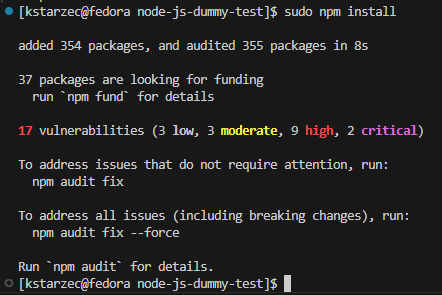 [kstarzec@fedora node-js-dummy-test]$ sudo npm install
added 354 packages, and audited 355 packages in 8s
37 packages are looking for funding
  run `npm fund` for details
17 vulnerabilities (3 low, 3 moderate, 9 high, 2 critical)
To address issues that do not require attention, run:
  npm audit fix
To address all issues (including breaking changes), run:
  npm audit fix --force
Run `npm audit` for details.
[kstarzec@fedora node-js-dummy-test]$